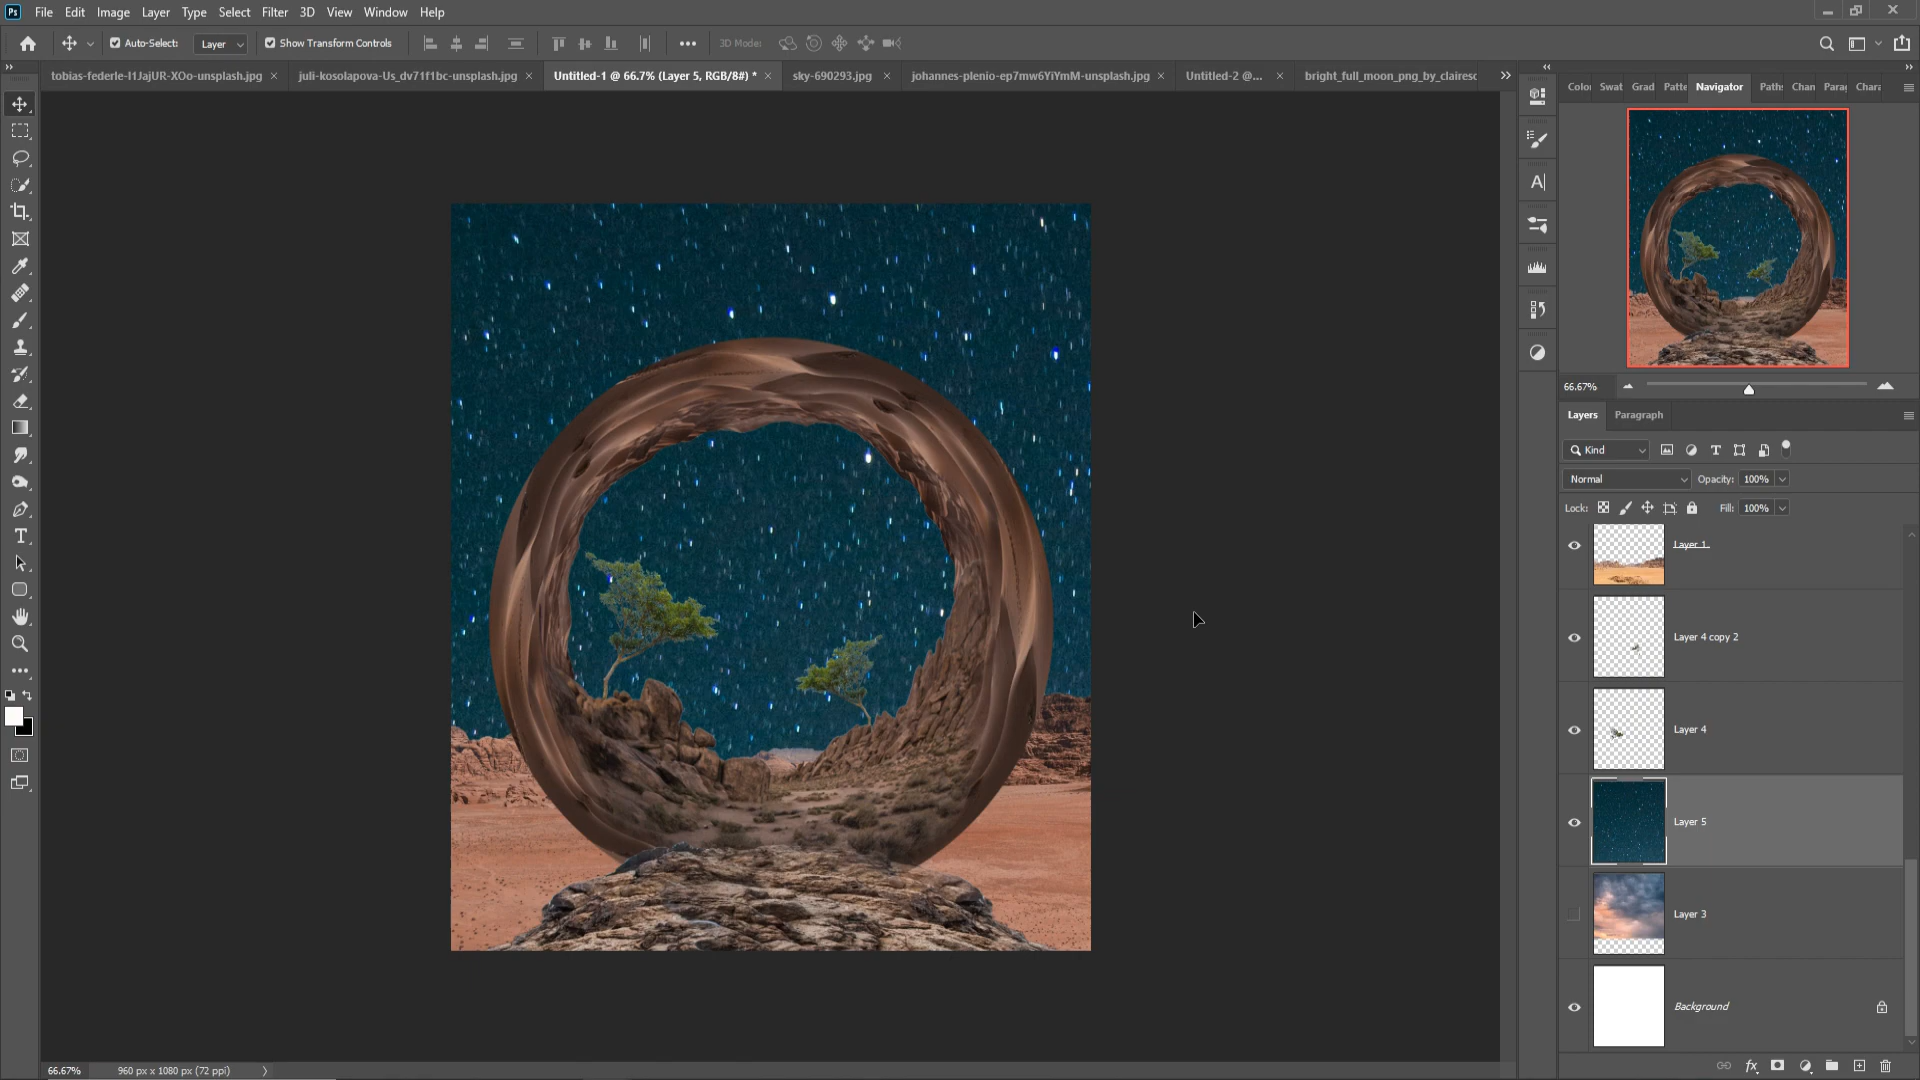 Ps File Edit Image Layer Type Select Filter 3D View Window Help
Auto-Select: Layer Show Transform Controls 3D Mode:
tobias-federle-I1JajUR-XOo-unsplash.jpg × juli-kosolapova-Us_dv71f1bc-unsplash.jpg × Untitled-1 @ 66.7% (Layer 5, RGB/8#) * × sky-690293.jpg × johannes-plenio-ep7mw6YiYmM-unsplash.jpg × Untitled-2 @... × bright_full_moon_png_by_clairesc
Color Swat Grad Patte Navigator Paths Chan Para Chara
66.67%
Layers Paragraph
Kind
Normal Opacity: 100%
Lock: Fill: 100%
Layer 1
Layer 4 copy 2
Layer 4
Layer 5
Layer 3
Background
fx
66.67% 960 px x 1080 px (72 ppi)